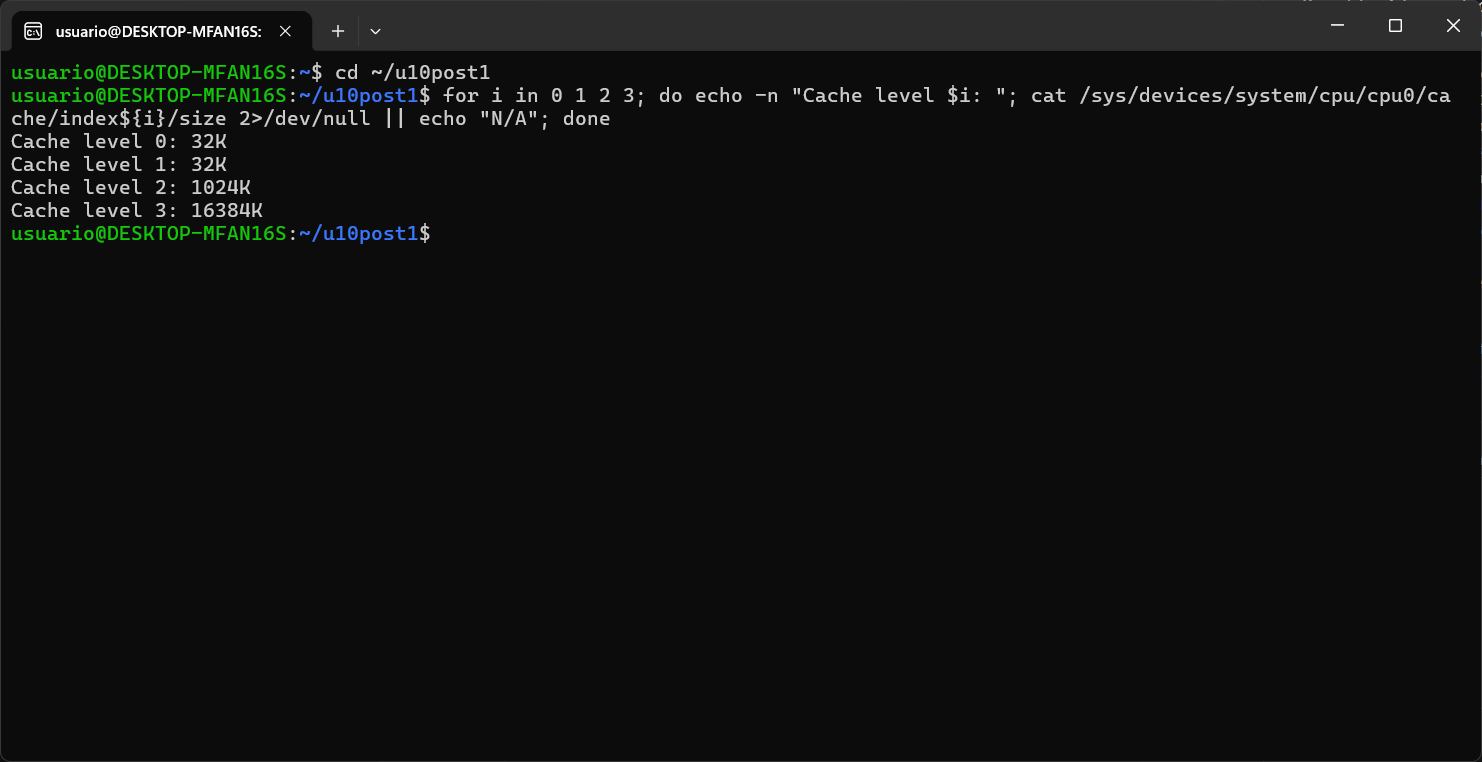 usuario@DESKTOP-MFAN16S:
usuario@DESKTOP-MFAN16S:~$ cd ~/u10post1
usuario@DESKTOP-MFAN16S:~/u10post1$ for i in 0 1 2 3; do echo -n "Cache level $i: "; cat /sys/devices/system/cpu/cpu0/ca
che/index${i}/size 2>/dev/null || echo "N/A"; done
Cache level 0: 32K
Cache level 1: 32K
Cache level 2: 1024K
Cache level 3: 16384K
usuario@DESKTOP-MFAN16S:~/u10post1$